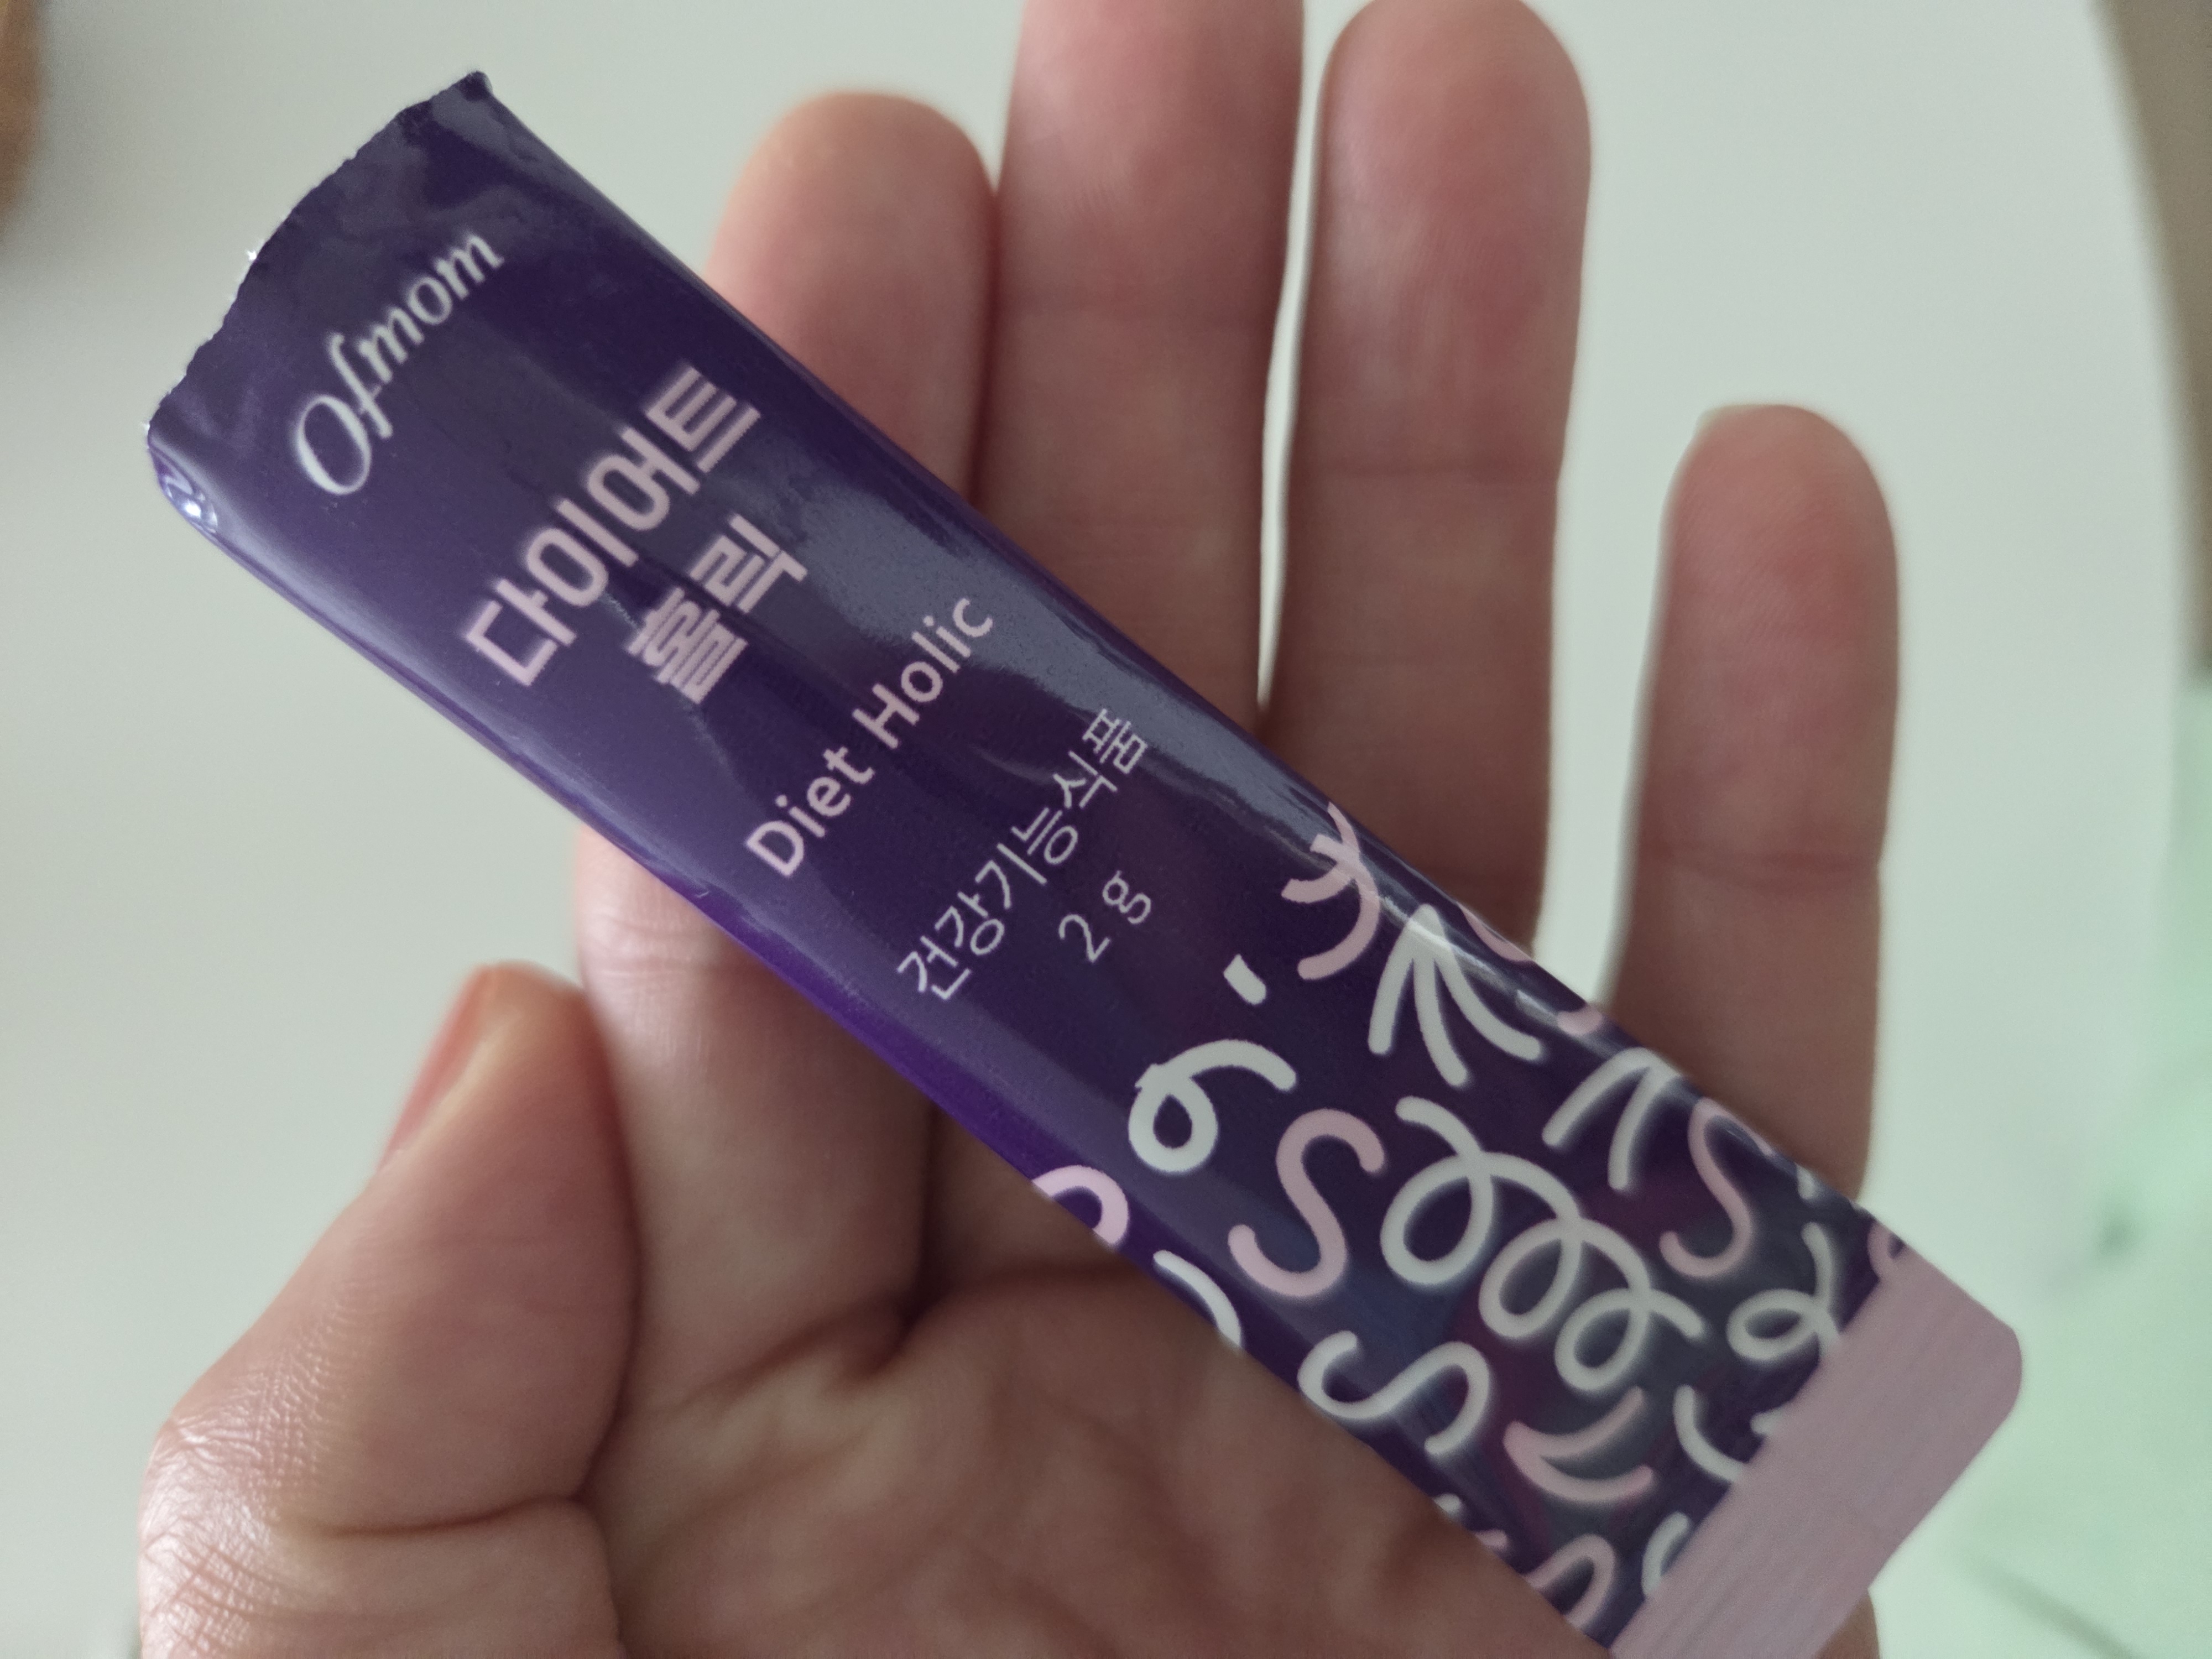 Ofmom
다이어트
홀릭
Diet Holic
건강기능식품
2 g